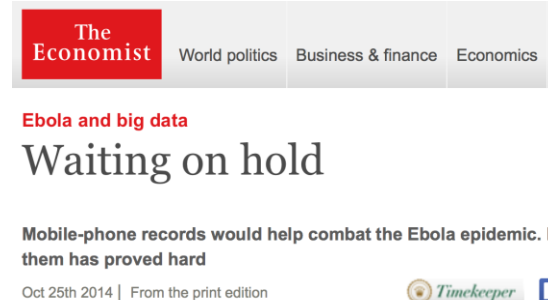 The
Economist
World politics Business & finance Economics
Ebola and big data
Waiting on hold
Mobile-phone records would help combat the Ebola epidemic.
them has proved hard
Oct 25th 2014 | From the print edition
Timekeeper